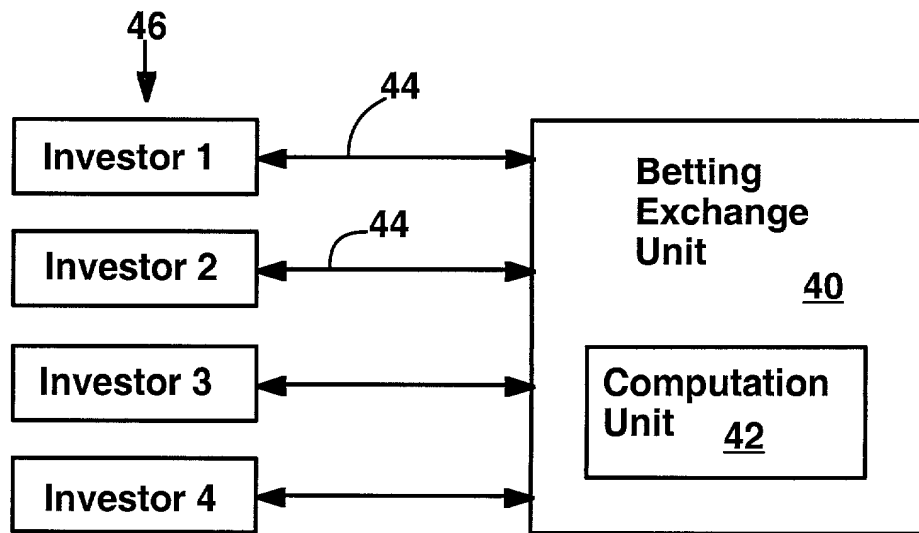 46
44
Investor 1
Betting
Exchange
Unit
44
Investor 2
40
Investor 3
Computation
Unit
42
Investor 4